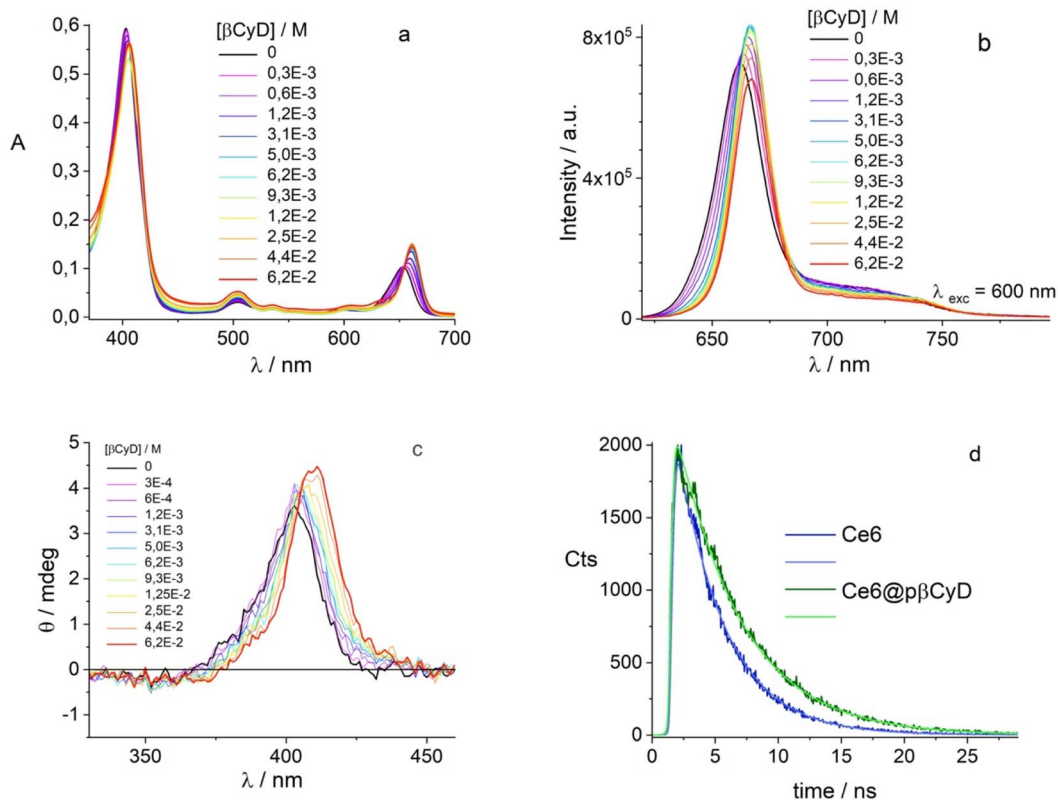 a
[βCyD] / M
0
0,3E-3
0,6E-3
1,2E-3
3,1E-3
5,0E-3
6,2E-3
9,3E-3
1,2E-2
2,5E-2
4,4E-2
6,2E-2
A
0,6
0,5
0,4
0,3
0,2
0,1
0,0
400 500 600 700
λ / nm
b
[βCyD] / M
0
0,3E-3
0,6E-3
1,2E-3
3,1E-3
5,0E-3
6,2E-3
9,3E-3
1,2E-2
2,5E-2
4,4E-2
6,2E-2
Intensity / a.u.
8x10⁵
4x10⁵
0
λ exc = 600 nm
650 700 750
λ / nm
c
[βCyD] / M
0
3E-4
6E-4
1,2E-3
3,1E-3
5,0E-3
6,2E-3
9,3E-3
1,25E-2
2,5E-2
4,4E-2
6,2E-2
θ / mdeg
5
4
3
2
1
0
-1
350 400 450
λ / nm
d
Ce6
Ce6@pβCyD
Cts
2000
1500
1000
500
0
0 5 10 15 20 25
time / ns